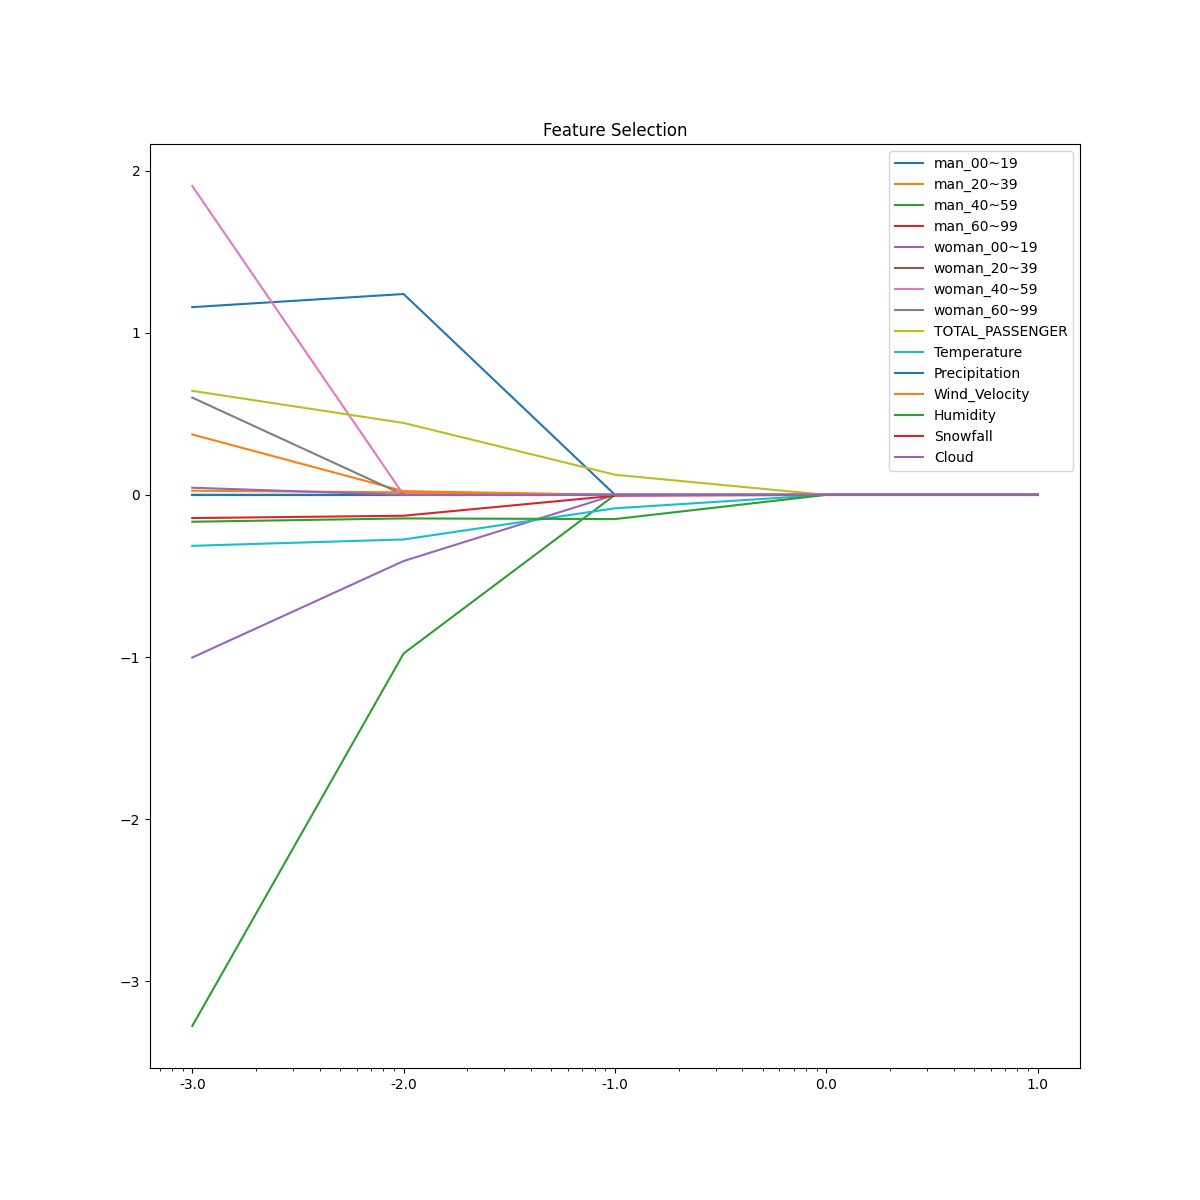 Feature Selection
2
1
0
−1
−2
−3
man_00~19
man_20~39
man_40~59
man_60~99
woman_00~19
woman_20~39
woman_40~59
woman_60~99
TOTAL_PASSENGER
Temperature
Precipitation
Wind_Velocity
Humidity
Snowfall
Cloud
-3.0 -2.0 -1.0 0.0 1.0